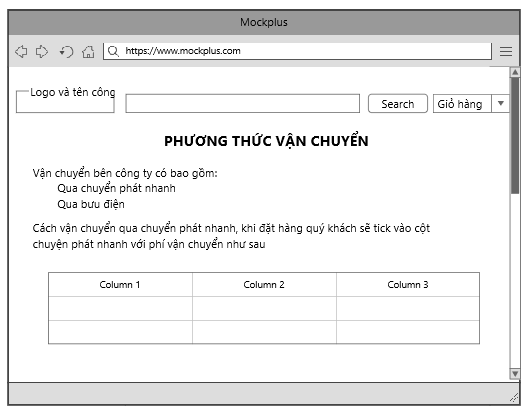 Mockplus
https://www.mockplus.com
Logo và tên công
Search
Giỏ hàng
PHƯƠNG THỨC VẬN CHUYỂN
Vận chuyển bên công ty có bao gồm:
Qua chuyển phát nhanh
Qua bưu điện
Cách vận chuyển qua chuyển phát nhanh, khi đặt hàng quý khách sẽ tick vào cột
chuyện phát nhanh với phí vận chuyển như sau
Column 1 Column 2 Column 3